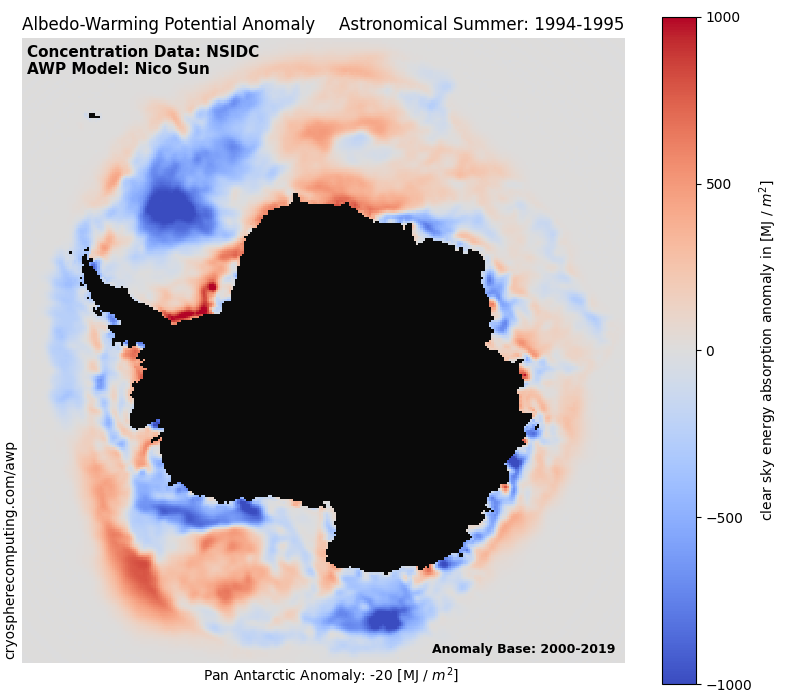 Albedo-Warming Potential Anomaly Astronomical Summer: 1994-1995
Concentration Data: NSIDC
AWP Model: Nico Sun
cryospherecomputing.com/awp
Anomaly Base: 2000-2019
Pan Antarctic Anomaly: -20 [MJ / m²]
1000
500
0
−500
−1000
clear sky energy absorption anomaly in [MJ / m²]